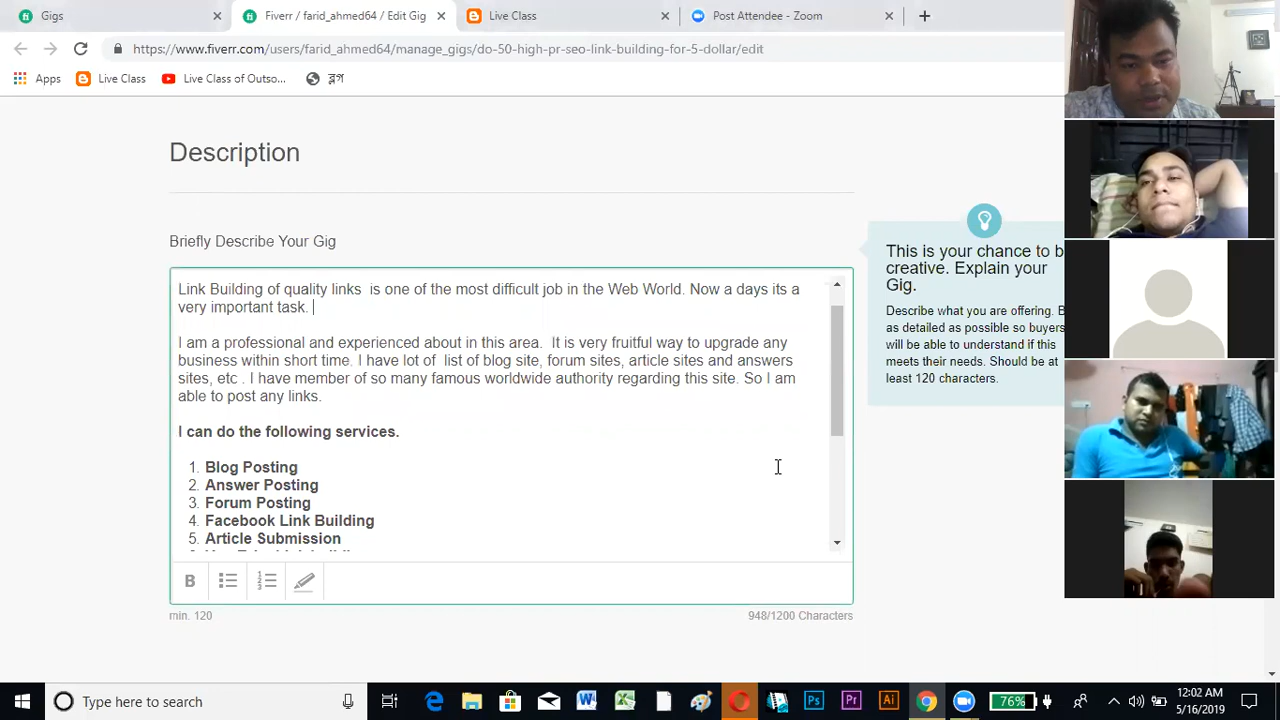 Gigs
Fiverr / farid_ahmed64 / Edit Gig
Live Class
Post Attendee - Zoom
https://www.fiverr.com/users/farid_ahmed64/manage_gigs/do-50-high-pr-seo-link-building-for-5-dollar/edit
Apps
Live Class
Live Class of Outso...
ব্লগ
Description
Briefly Describe Your Gig
Link Building of quality links  is one of the most difficult job in the Web World. Now a days its a
very important task.
I am a professional and experienced about in this area.  It is very fruitful way to upgrade any
business within short time. I have lot of  list of blog site, forum sites, article sites and answers
sites, etc . I have member of so many famous worldwide authority regarding this site. So I am
able to post any links.
I can do the following services.
1. Blog Posting
2. Answer Posting
3. Forum Posting
4. Facebook Link Building
5. Article Submission
B
min. 120
948/1200 Characters
This is your chance to b
creative. Explain your
Gig.
Describe what you are offering. B
as detailed as possible so buyers
will be able to understand if this
meets their needs. Should be at
least 120 characters.
Type here to search
76%
12:02 AM
5/16/2019